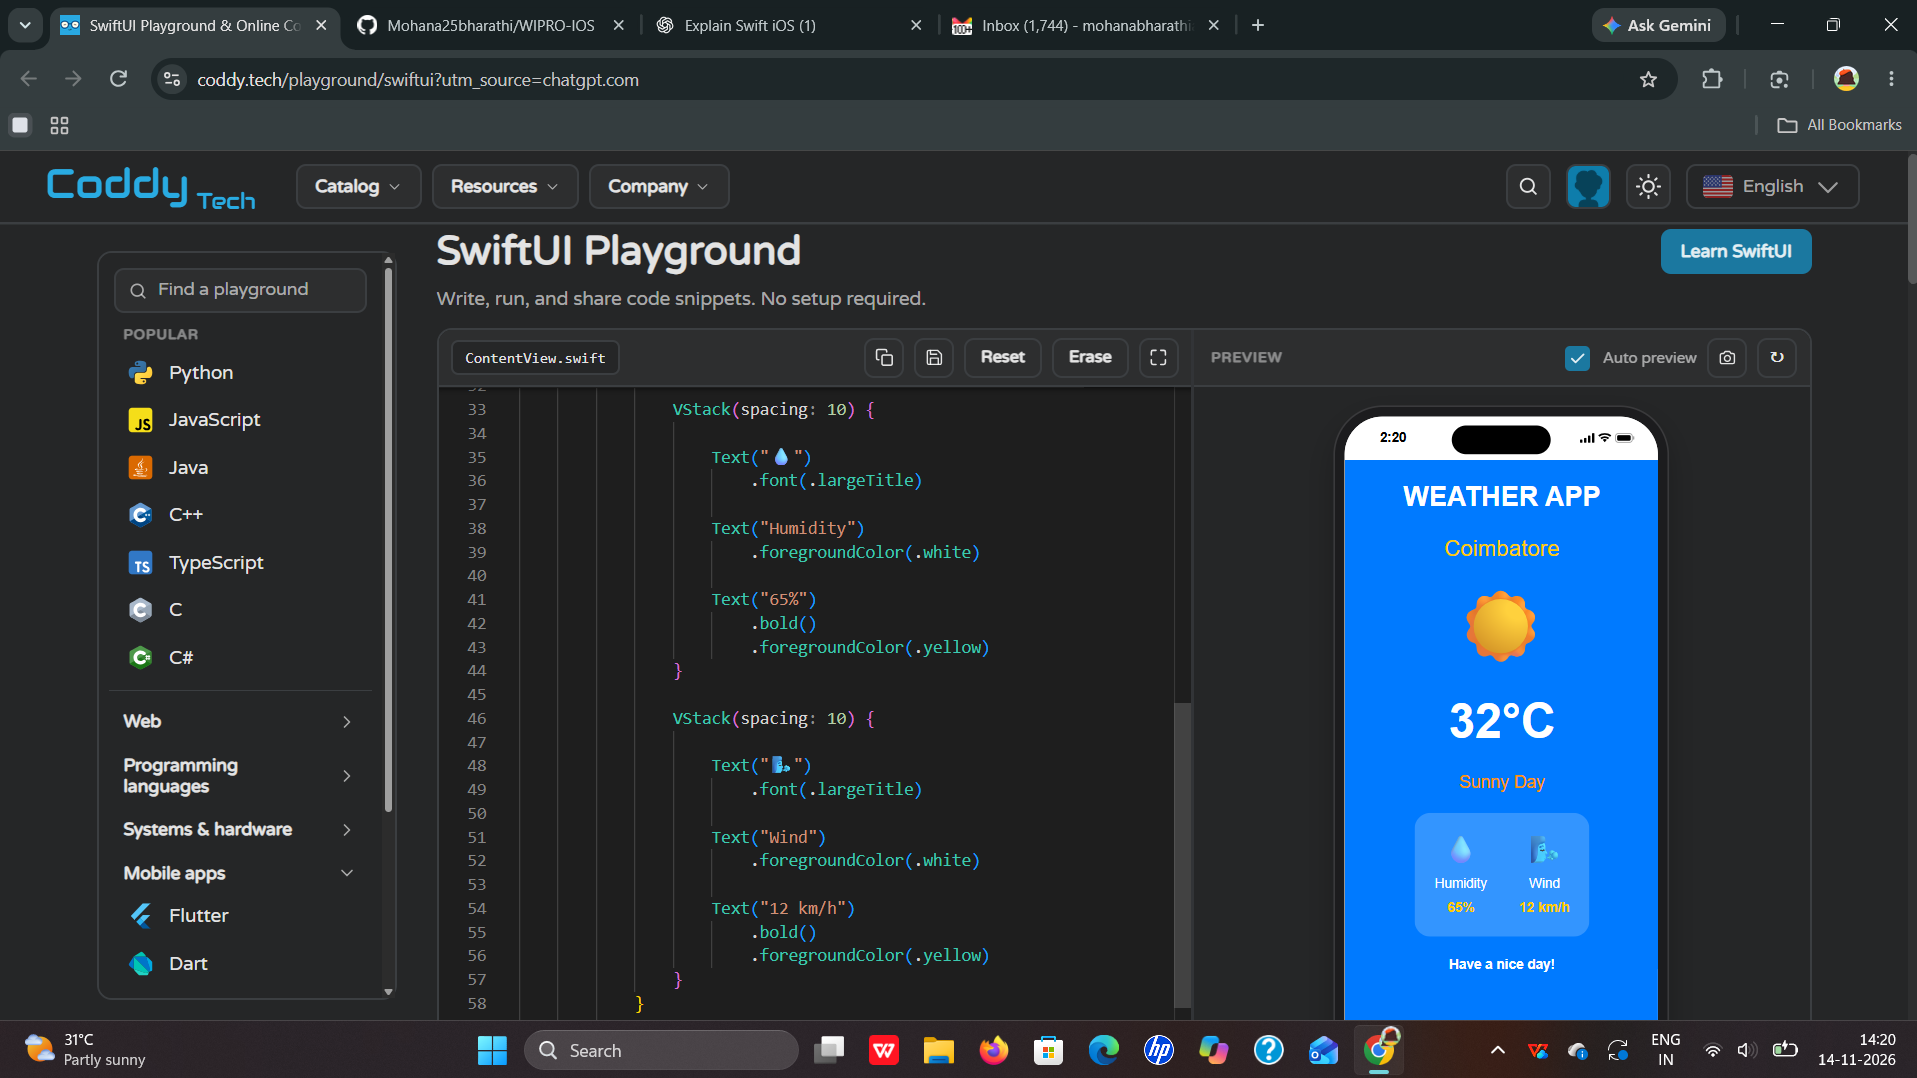 SwiftUI Playground & Online Co
Mohana25bharathi/WIPRO-IOS
Explain Swift iOS (1)
100+
Inbox (1,744) - mohanabharathi
Ask Gemini
coddy.tech/playground/swiftui?utm_source=chatgpt.com
All Bookmarks
Coddy Tech
Catalog
Resources
Company
English
Find a playground
POPULAR
Python
JS
JavaScript
Java
C++
TS
TypeScript
C
C#
Web
Programming
languages
Systems & hardware
Mobile apps
Flutter
Dart
SwiftUI Playground
Learn SwiftUI
Write, run, and share code snippets. No setup required.
ContentView.swift
Reset
Erase
32
33 VStack(spacing: 10) {
34
35 Text("💧")
36 .font(.largeTitle)
37
38 Text("Humidity")
39 .foregroundColor(.white)
40
41 Text("65%")
42 .bold()
43 .foregroundColor(.yellow)
44 }
45
46 VStack(spacing: 10) {
47
48 Text("🌬️")
49 .font(.largeTitle)
50
51 Text("Wind")
52 .foregroundColor(.white)
53
54 Text("12 km/h")
55 .bold()
56 .foregroundColor(.yellow)
57 }
58 }
PREVIEW
Auto preview
2:20
WEATHER APP
Coimbatore
32°C
Sunny Day
Humidity Wind
65% 12 km/h
Have a nice day!
31°C
Partly sunny
Search
W
hp
?
ENG
IN
14:20
14-11-2026